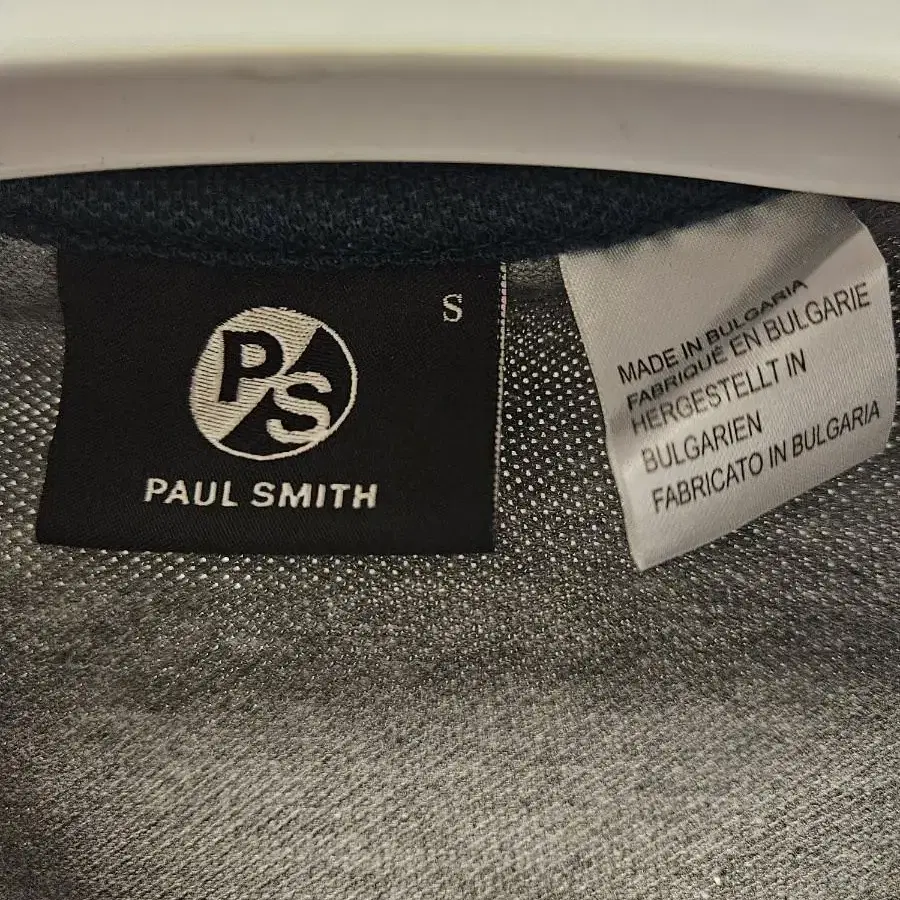 S
PS
PAUL SMITH
MADE IN BULGARIA
FABRIQUÉ EN BULGARIE
HERGESTELLT IN
BULGARIEN
FABRICATO IN BULGARIA